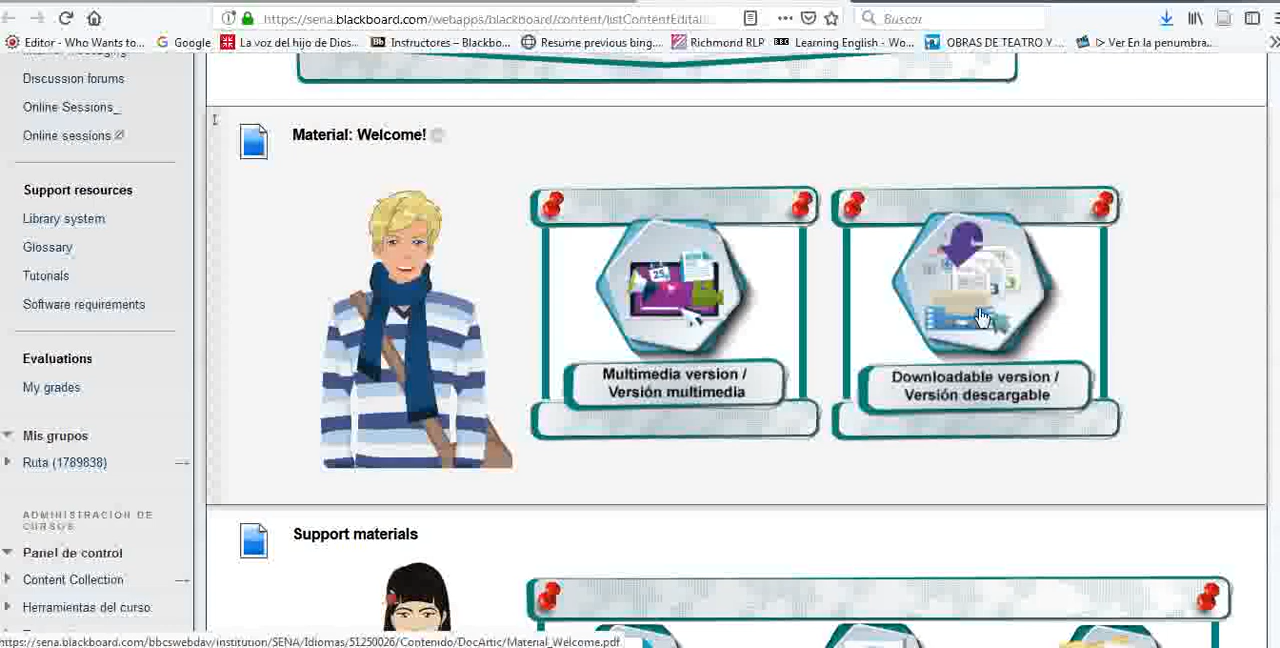 https://sena.blackboard.com/webapps/blackboard/content/listContentEditabl
Buscar
Editor - Who Wants to...
Google
La voz del hijo de Dios...
Instructores – Blackbo...
Resume previous bing...
Richmond RLP
Learning English - Wo...
OBRAS DE TEATRO Y ...
▷ Ver En la penumbra...
Discussion forums
Online Sessions_
Online sessions
Support resources
Library system
Glossary
Tutorials
Software requirements
Evaluations
My grades
Mis grupos
Ruta (1789838)
ADMINISTRACIÓN DE
CURSOS
Panel de control
Content Collection
Herramientas del curso
Material: Welcome!
25
Multimedia version /
Versión multimedia
Downloadable version /
Versión descargable
Support materials
https://sena.blackboard.com/bbcswebdav/institution/SENA/Idiomas/51250026/Contenido/DocArtic/Material_Welcome.pdf